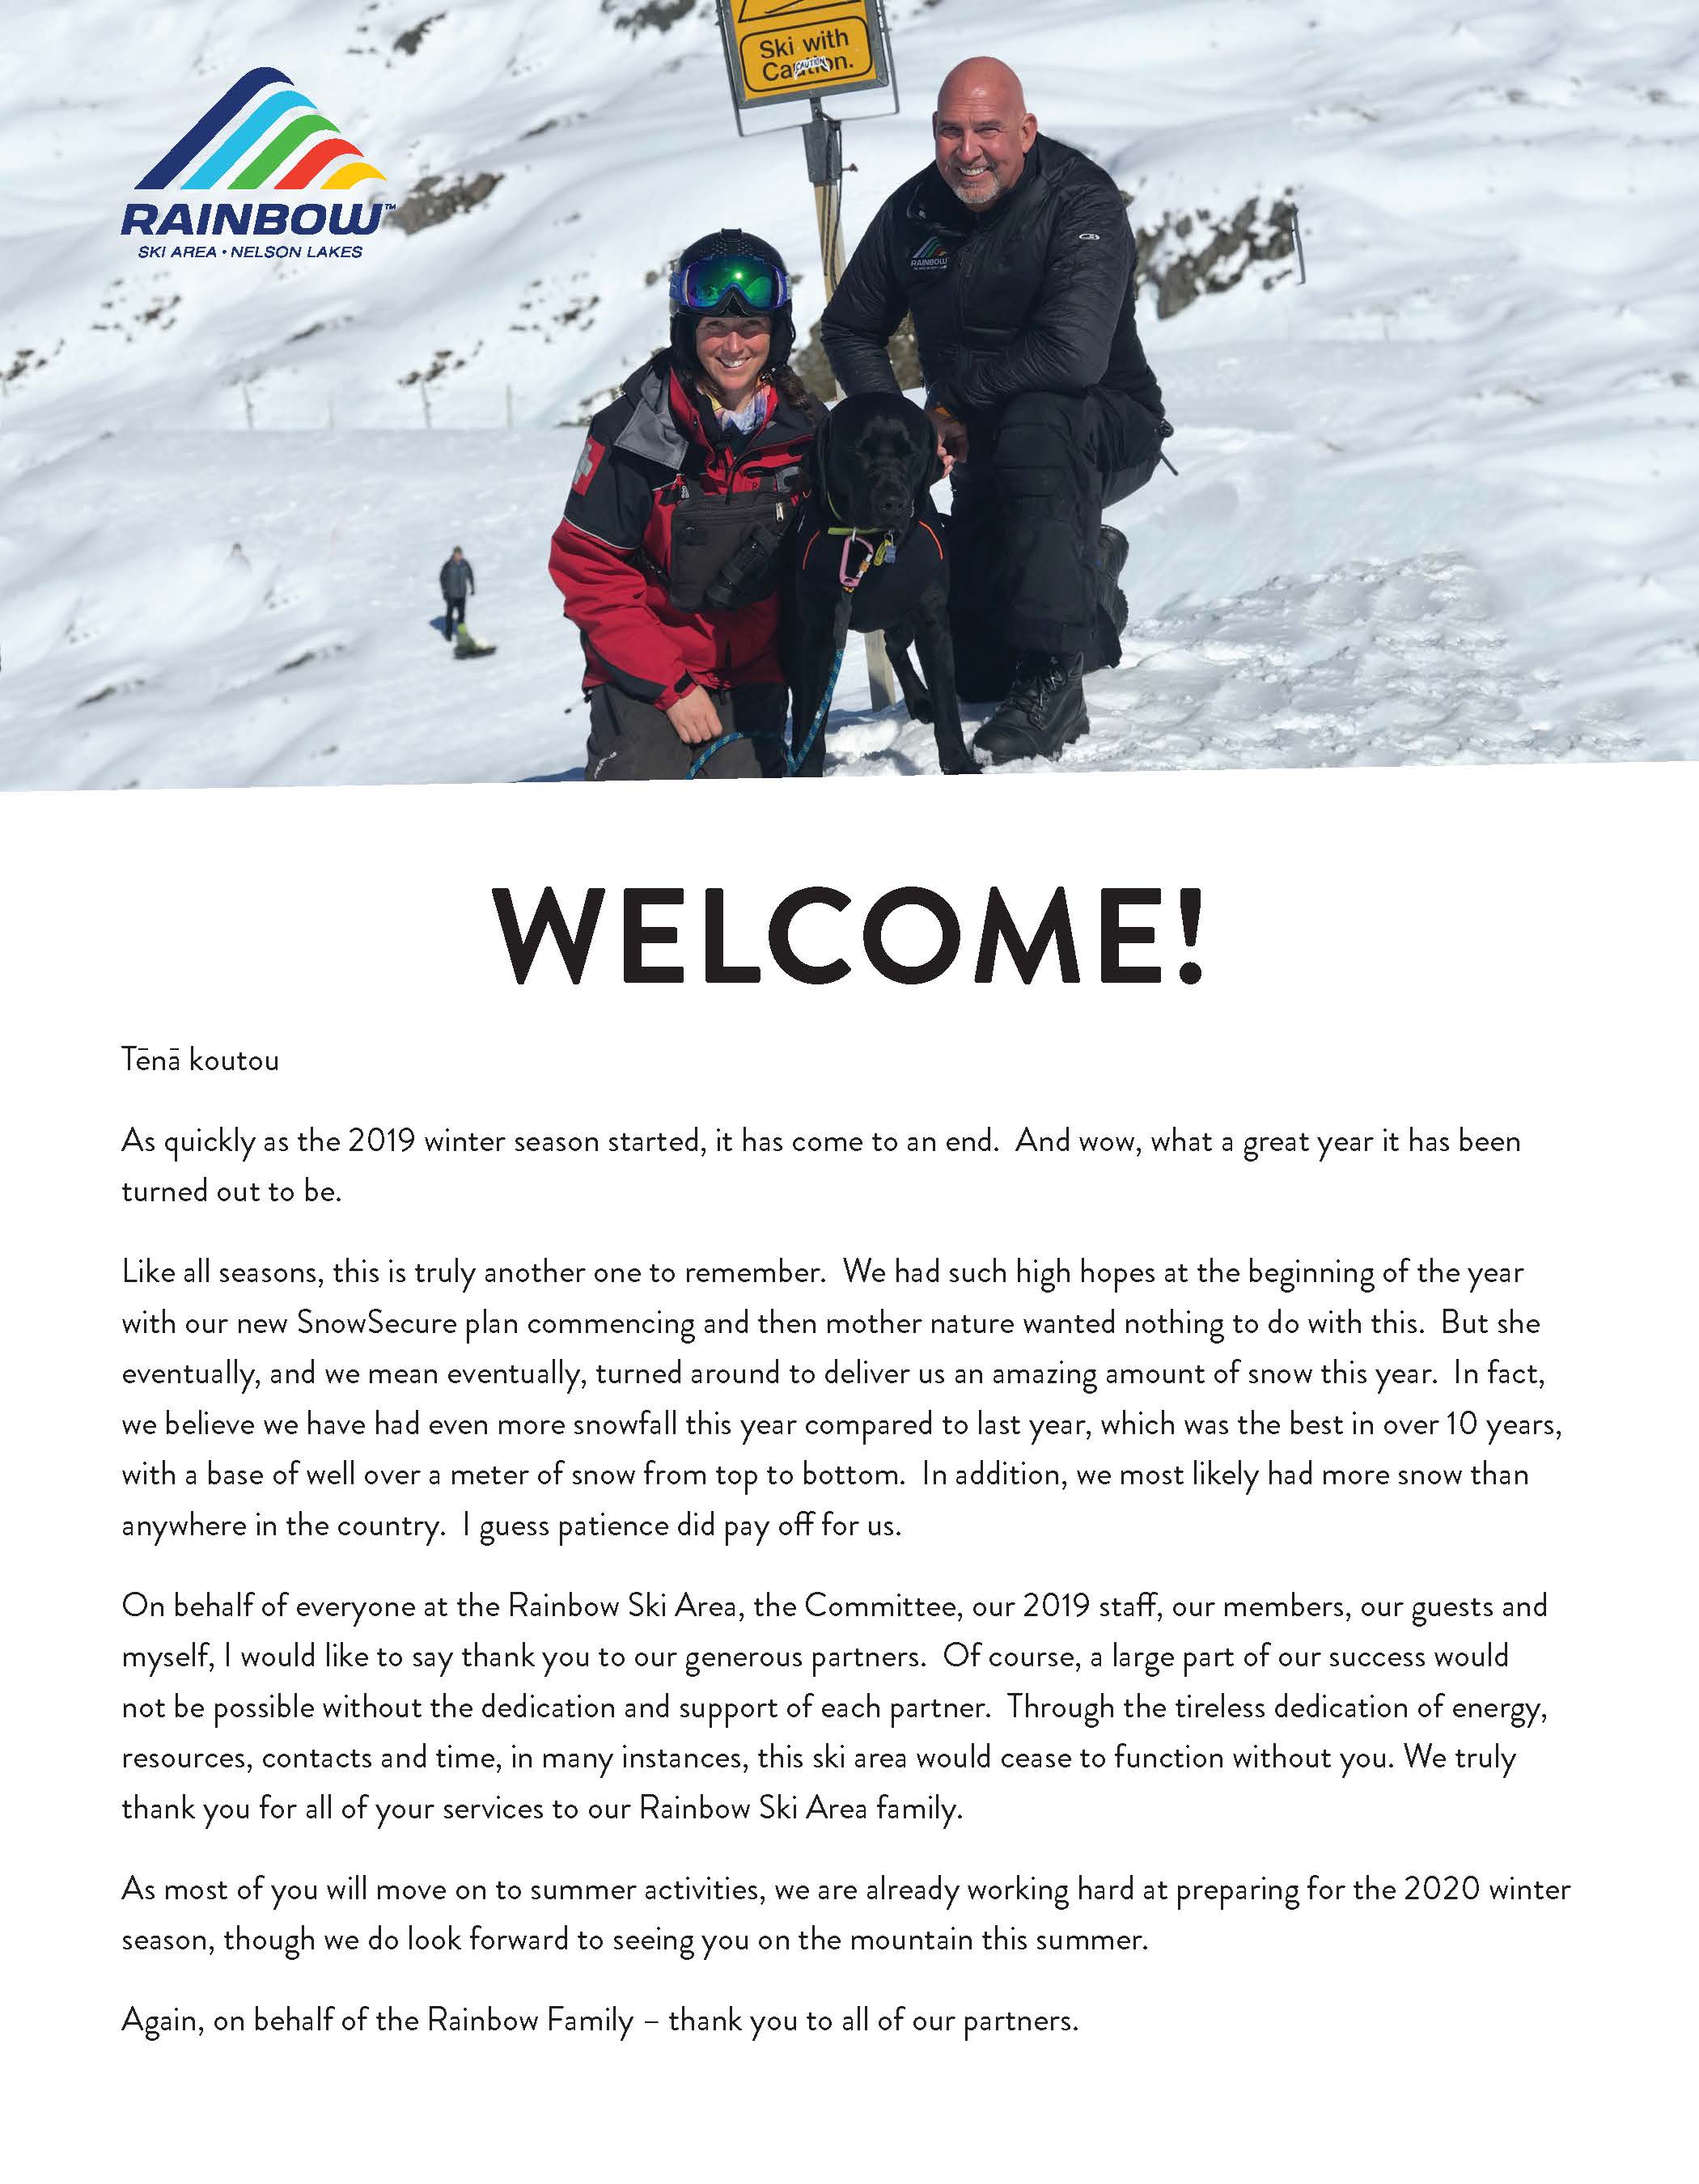 Ski with
Caution.
CAUTION
RAINBOW™
SKI AREA • NELSON LAKES
RAINBOW
WELCOME!
Tēnā koutou
As quickly as the 2019 winter season started, it has come to an end.  And wow, what a great year it has been
turned out to be.
Like all seasons, this is truly another one to remember.  We had such high hopes at the beginning of the year
with our new SnowSecure plan commencing and then mother nature wanted nothing to do with this.  But she
eventually, and we mean eventually, turned around to deliver us an amazing amount of snow this year.  In fact,
we believe we have had even more snowfall this year compared to last year, which was the best in over 10 years,
with a base of well over a meter of snow from top to bottom.  In addition, we most likely had more snow than
anywhere in the country.  I guess patience did pay off for us.
On behalf of everyone at the Rainbow Ski Area, the Committee, our 2019 staff, our members, our guests and
myself, I would like to say thank you to our generous partners.  Of course, a large part of our success would
not be possible without the dedication and support of each partner.  Through the tireless dedication of energy,
resources, contacts and time, in many instances, this ski area would cease to function without you. We truly
thank you for all of your services to our Rainbow Ski Area family.
As most of you will move on to summer activities, we are already working hard at preparing for the 2020 winter
season, though we do look forward to seeing you on the mountain this summer.
Again, on behalf of the Rainbow Family – thank you to all of our partners.